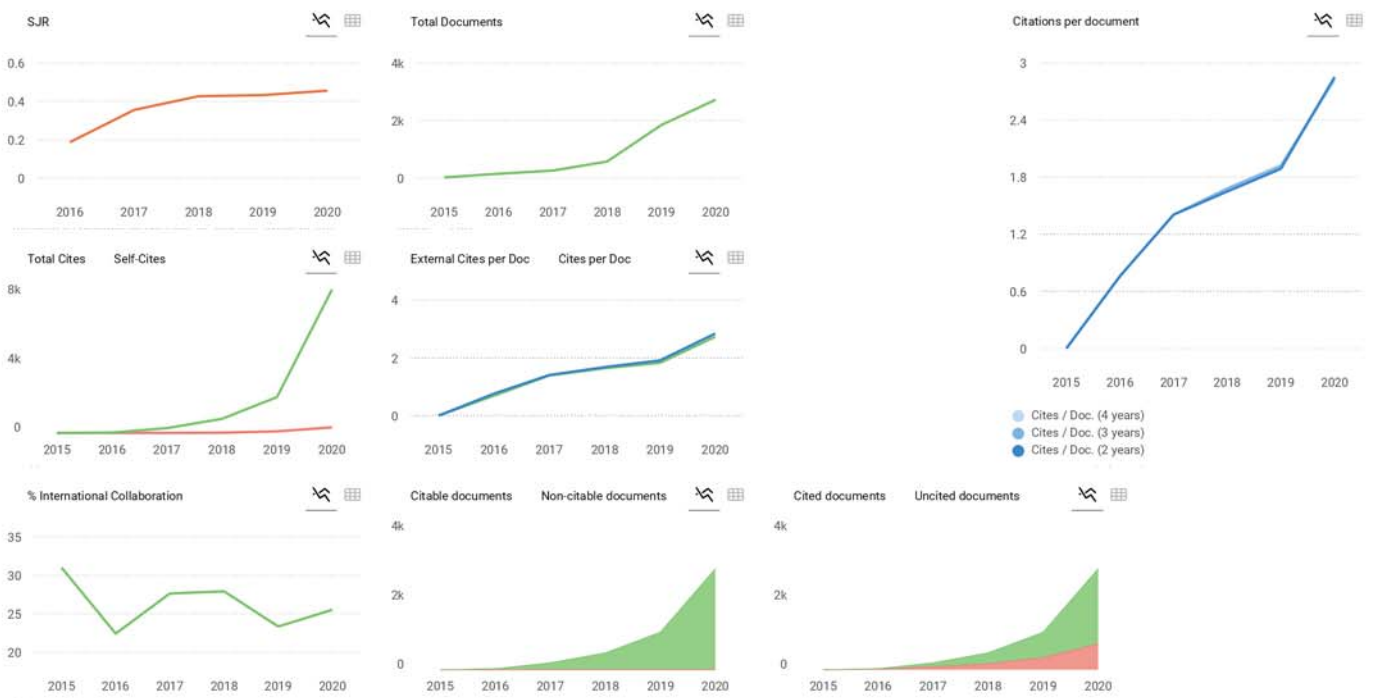 SJR
0.6
0.4
0.2
0
2016 2017 2018 2019 2020
Total Documents
4k
2k
0
2015 2016 2017 2018 2019 2020
Citations per document
3
2.4
1.8
1.2
0.6
0
2015 2016 2017 2018 2019 2020
Cites / Doc. (4 years)
Cites / Doc. (3 years)
Cites / Doc. (2 years)
Total Cites Self-Cites
8k
4k
0
2015 2016 2017 2018 2019 2020
External Cites per Doc Cites per Doc
4
2
0
2015 2016 2017 2018 2019 2020
% International Collaboration
35
30
25
20
2015 2016 2017 2018 2019 2020
Citable documents Non-citable documents
4k
2k
0
2015 2016 2017 2018 2019 2020
Cited documents Uncited documents
4k
2k
0
2015 2016 2017 2018 2019 2020